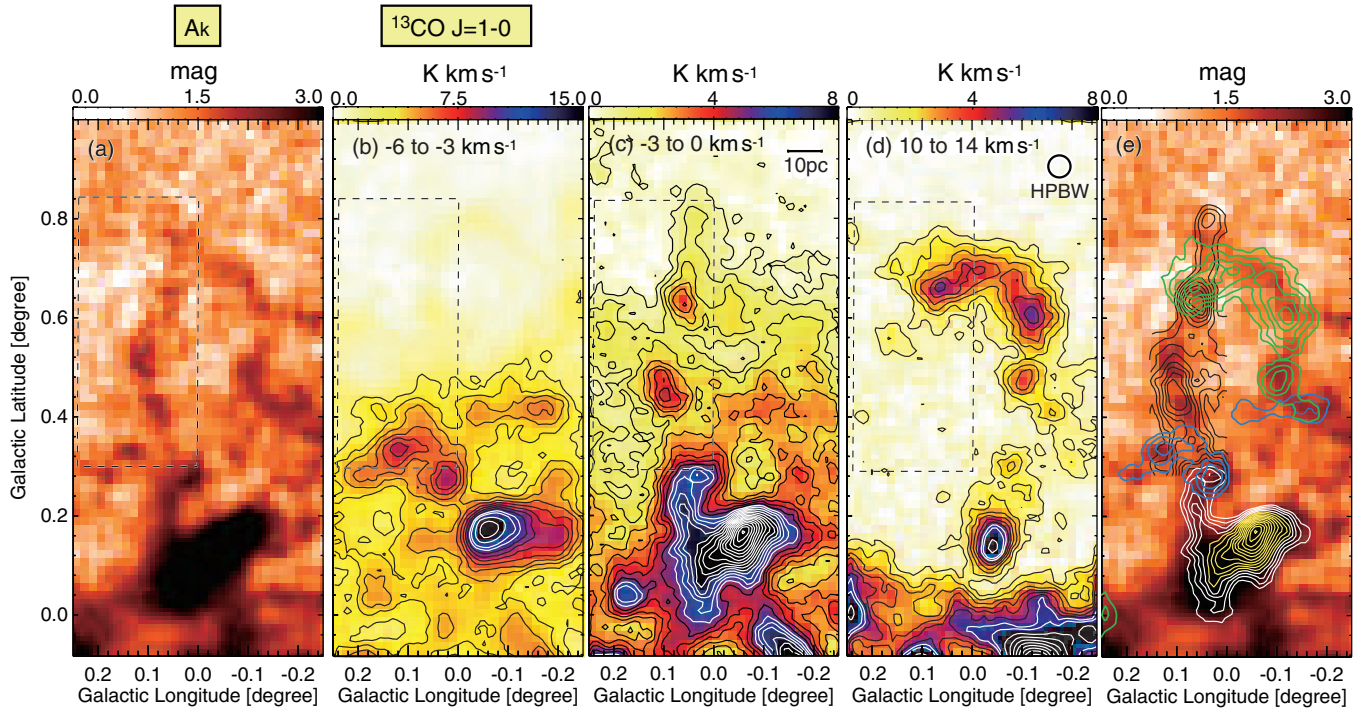 Ak
¹³CO J=1-0
mag
K km s⁻¹
K km s⁻¹
K km s⁻¹
mag
0.0 1.5 3.0
0.0 7.5 15.0
0 4 8
0 4 8
0.0 1.5 3.0
(a)
(b) -6 to -3 km s⁻¹
(c) -3 to 0 km s⁻¹
10pc
(d) 10 to 14 km s⁻¹
HPBW
(e)
Galactic Latitude [degree]
0.8
0.6
0.4
0.2
0.0
0.2 0.1 0.0 -0.1 -0.2
0.2 0.1 0.0 -0.1 -0.2
0.2 0.1 0.0 -0.1 -0.2
0.2 0.1 0.0 -0.1 -0.2
0.2 0.1 0.0 -0.1 -0.2
Galactic Longitude [degree]
Galactic Longitude [degree]
Galactic Longitude [degree]
Galactic Longitude [degree]
Galactic Longitude [degree]